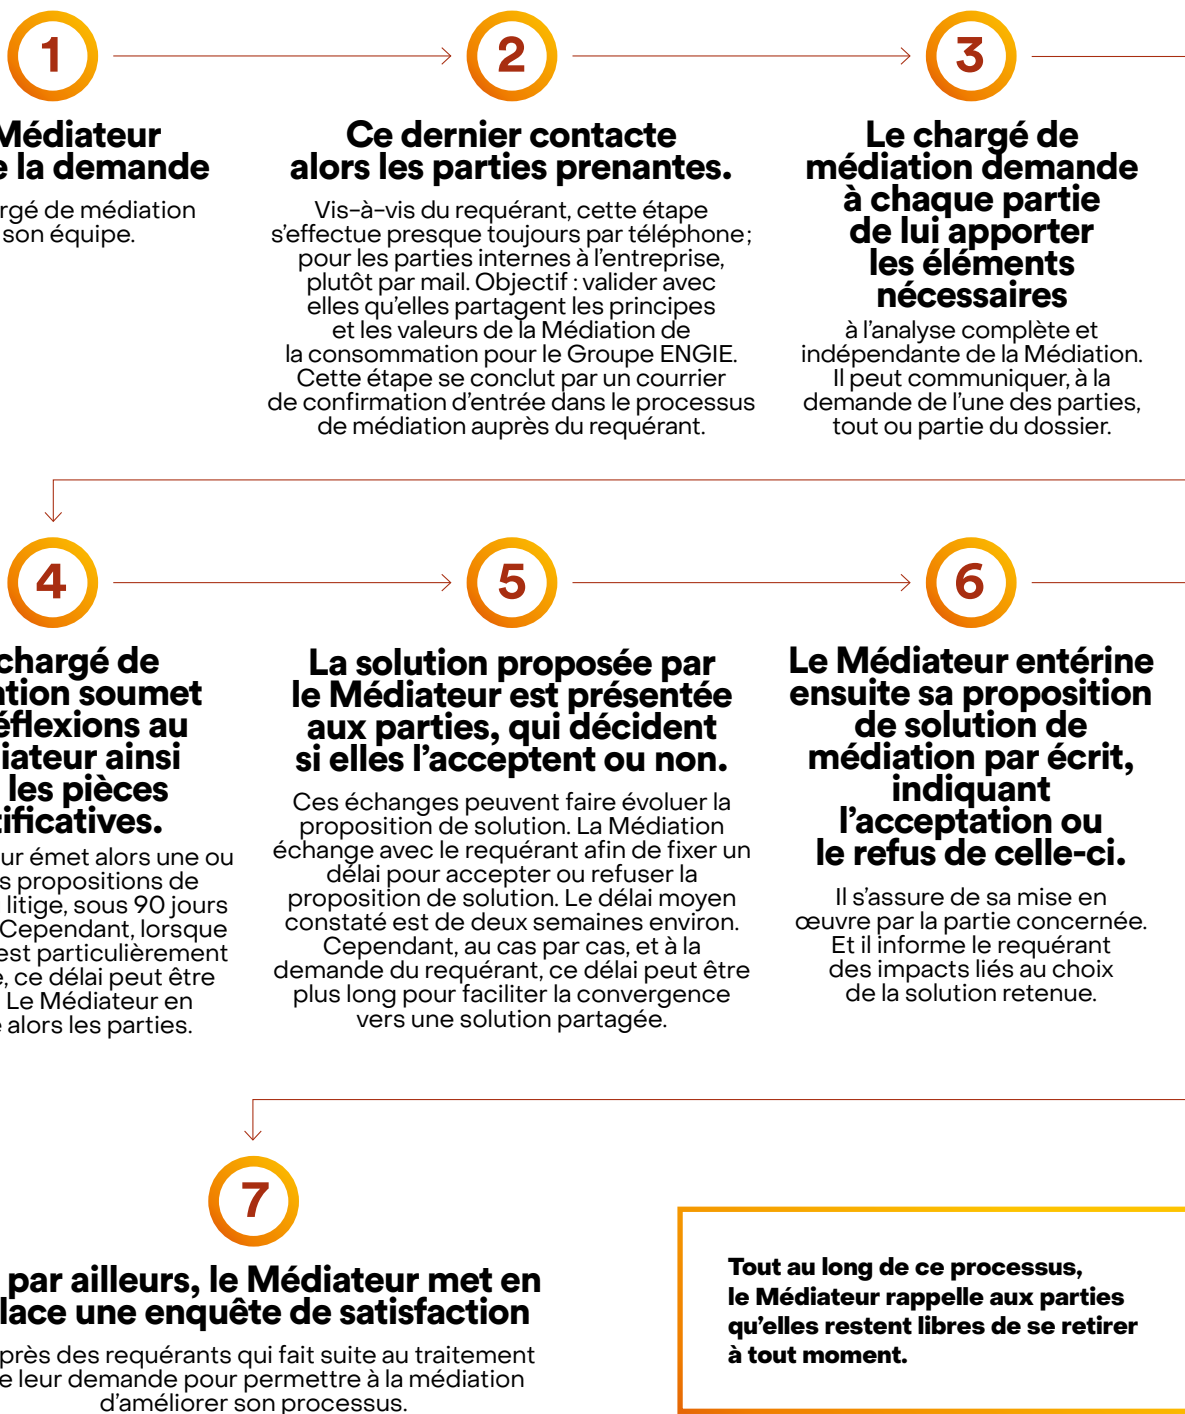 1
Médiateur
la demande
de médiation
son équipe.
2
Ce dernier contacte
alors les parties prenantes.
Vis-à-vis du requérant, cette étape
s'effectue presque toujours par téléphone ;
pour les parties internes à l'entreprise,
plutôt par mail. Objectif : valider avec
elles qu'elles partagent les principes
et les valeurs de la Médiation de
la consommation pour le Groupe ENGIE.
Cette étape se conclut par un courrier
de confirmation d'entrée dans le processus
de médiation auprès du requérant.
3
Le chargé de
médiation demande
à chaque partie
de lui apporter
les éléments
nécessaires
à l'analyse complète et
indépendante de la Médiation.
Il peut communiquer, à la
demande de l'une des parties,
tout ou partie du dossier.
4
chargé de
soumet
au
ainsi
les pièces
émet alors une ou
propositions de
litige, sous 90 jours
Cependant, lorsque
est particulièrement
ce délai peut être
Le Médiateur en
alors les parties.
5
La solution proposée par
le Médiateur est présentée
aux parties, qui décident
si elles l'acceptent ou non.
Ces échanges peuvent faire évoluer la
proposition de solution. La Médiation
échange avec le requérant afin de fixer un
délai pour accepter ou refuser la
proposition de solution. Le délai moyen
constaté est de deux semaines environ.
Cependant, au cas par cas, et à la
demande du requérant, ce délai peut être
plus long pour faciliter la convergence
vers une solution partagée.
6
Le Médiateur entérine
ensuite sa proposition
de solution de
médiation par écrit,
indiquant
l'acceptation ou
le refus de celle-ci.
Il s'assure de sa mise en
œuvre par la partie concernée.
Et il informe le requérant
des impacts liés au choix
de la solution retenue.
7
par ailleurs, le Médiateur met en
une enquête de satisfaction
des requérants qui fait suite au traitement
leur demande pour permettre à la médiation
d'améliorer son processus.
Tout au long de ce processus,
le Médiateur rappelle aux parties
qu'elles restent libres de se retirer
à tout moment.